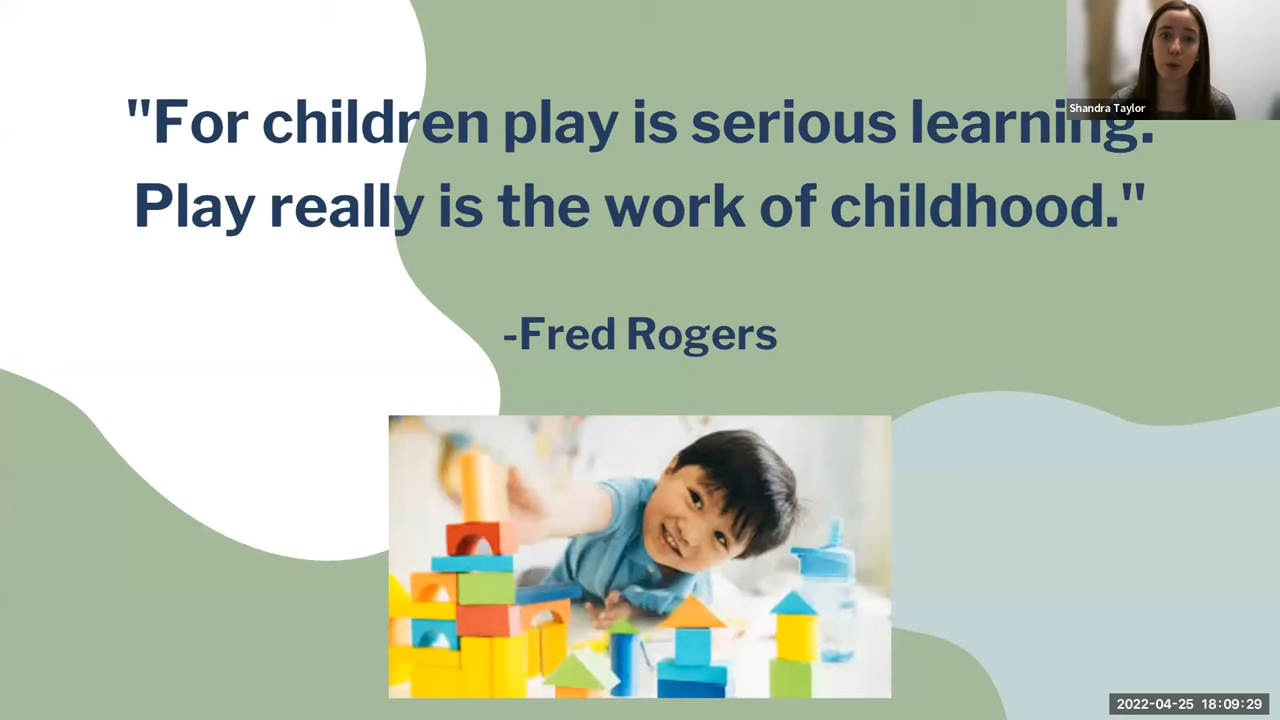 "For children play is serious learning.
Play really is the work of childhood."
-Fred Rogers
Shandra Taylor
2022-04-25 18:09:29